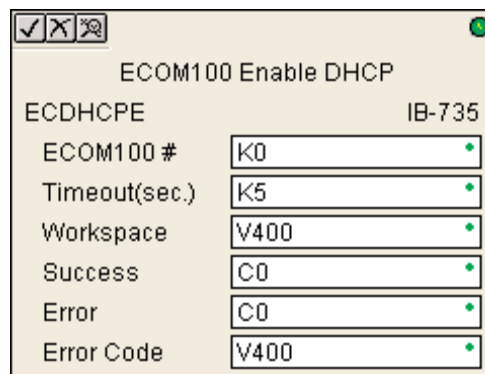 ECOM100 Enable DHCP
ECDHCPE IB-735
ECOM100 # K0
Timeout(sec.) K5
Workspace V400
Success C0
Error C0
Error Code V400